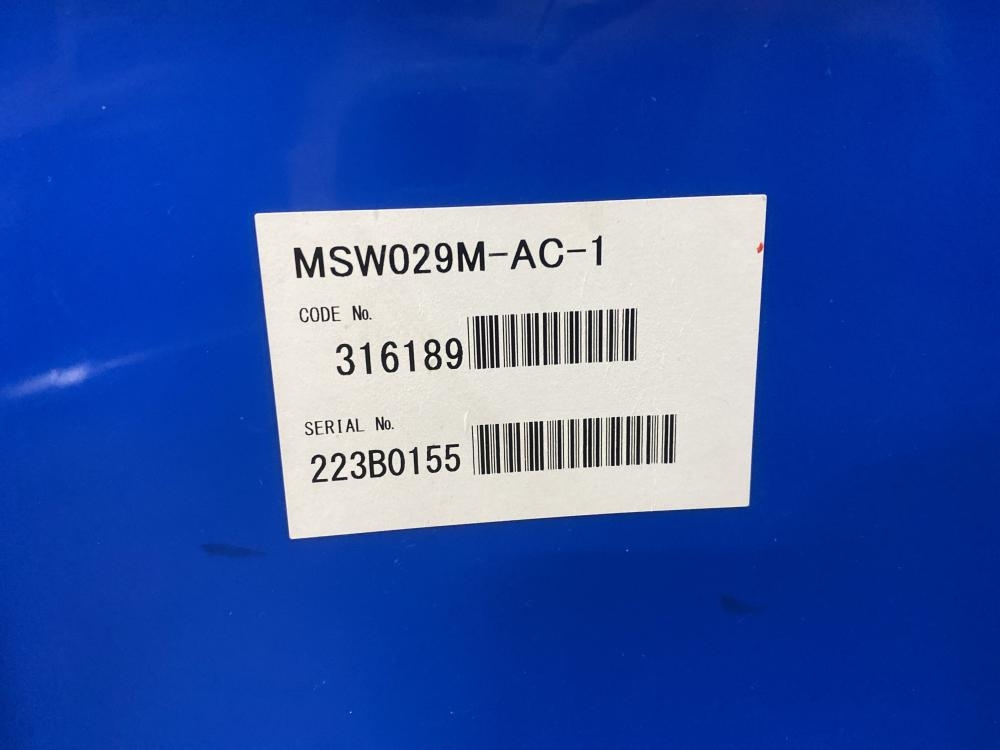 MSW029M-AC-1
CODE No.
316189
SERIAL No.
223B0155